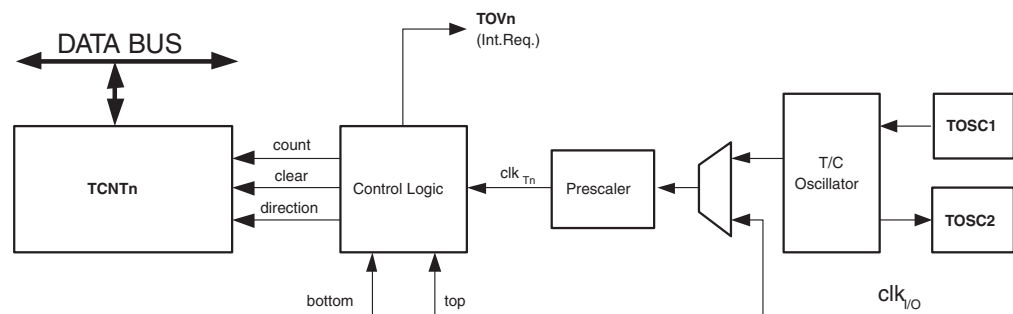 TOVn
(Int.Req.)
DATA BUS
TCNTn
count
clear
direction
Control Logic
clk Tn
Prescaler
T/C
Oscillator
TOSC1
TOSC2
bottom
top
clkI/O